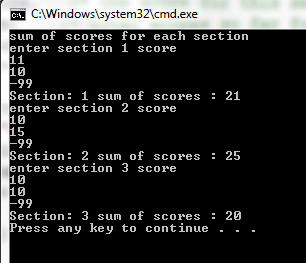 C:\Windows\system32\cmd.exe
sum of scores for each section
enter section 1 score
11
10
-99
Section: 1 sum of scores : 21
enter section 2 score
10
15
-99
Section: 2 sum of scores : 25
enter section 3 score
10
10
-99
Section: 3 sum of scores : 20
Press any key to continue . . .